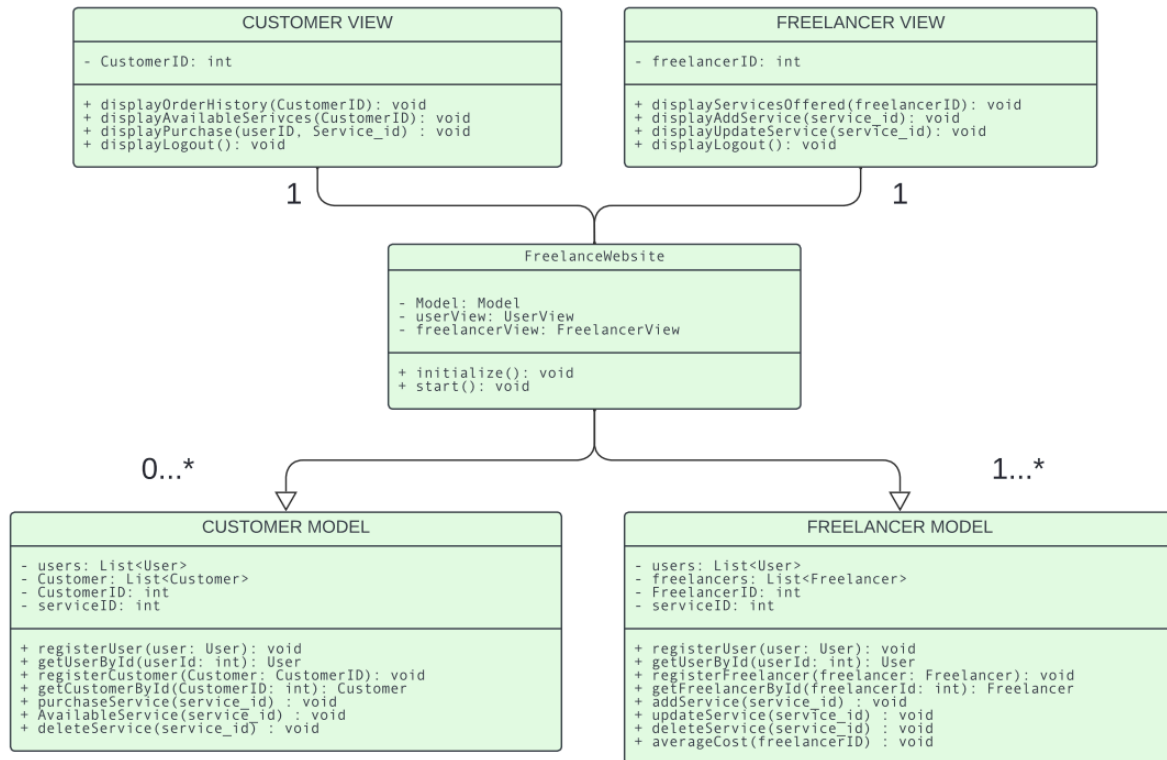 CUSTOMER VIEW
- CustomerID: int
+ displayOrderHistory(CustomerID): void
+ displayAvailableSerivces(CustomerID): void
+ displayPurchase(userID, Service_id) : void
+ displayLogout(): void
FREELANCER VIEW
- freelancerID: int
+ displayServicesOffered(freelancerID): void
+ displayAddService(service_id): void
+ displayUpdateService(service_id): void
+ displayLogout(): void
1
1
FreelanceWebsite
- Model: Model
- userView: UserView
- freelancerView: FreelancerView
+ initialize(): void
+ start(): void
0...*
1...*
CUSTOMER MODEL
- users: List<User>
- Customer: List<Customer>
- CustomerID: int
- serviceID: int
+ registerUser(user: User): void
+ getUserById(userId: int): User
+ registerCustomer(Customer: CustomerID): void
+ getCustomerById(CustomerID: int): Customer
+ purchaseService(service_id) : void
+ AvailableService(service_id) : void
+ deleteService(service_id) : void
FREELANCER MODEL
- users: List<User>
- freelancers: List<Freelancer>
- FreelancerID: int
- serviceID: int
+ registerUser(user: User): void
+ getUserById(userId: int): User
+ registerFreelancer(freelancer: Freelancer): void
+ getFreelancerById(freelancerId: int): Freelancer
+ addService(service_id) : void
+ updateService(service_id) : void
+ deleteService(service_id) : void
+ averageCost(freelancerID) : void